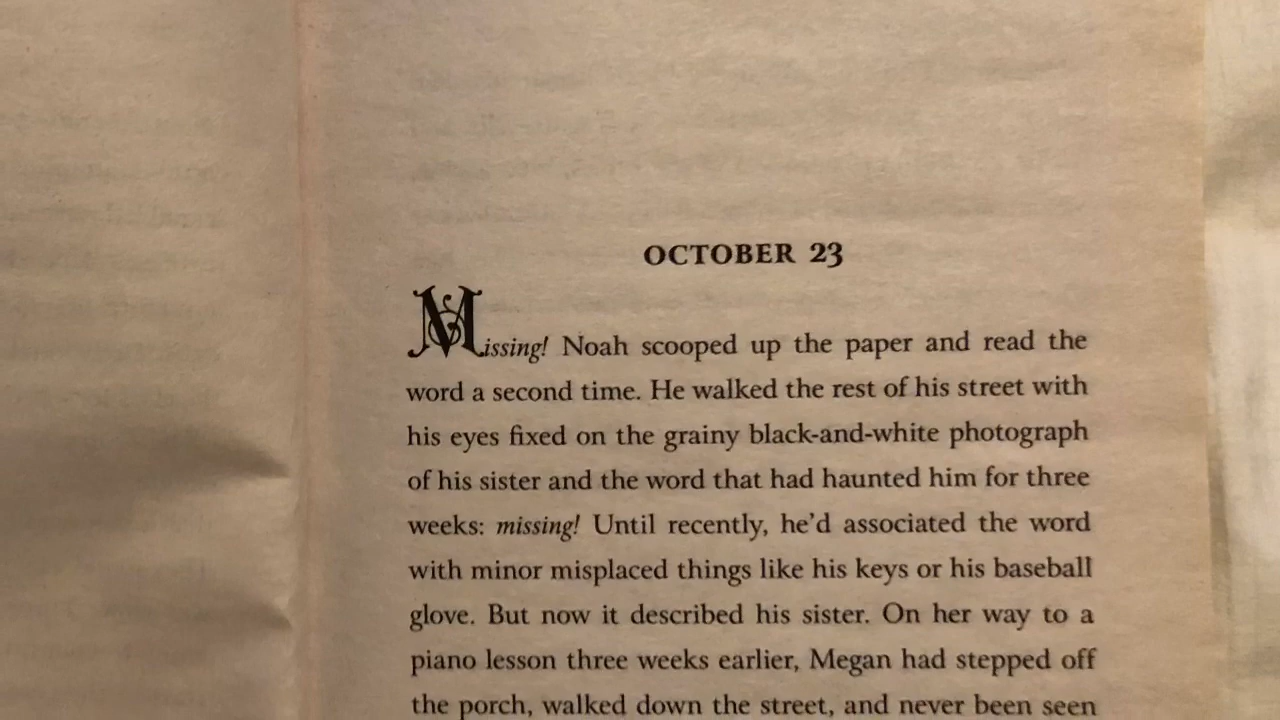 OCTOBER 23
Missing! Noah scooped up the paper and read the
word a second time. He walked the rest of his street with
his eyes fixed on the grainy black-and-white photograph
of his sister and the word that had haunted him for three
weeks: missing! Until recently, he’d associated the word
with minor misplaced things like his keys or his baseball
glove. But now it described his sister. On her way to a
piano lesson three weeks earlier, Megan had stepped off
the porch, walked down the street, and never been seen